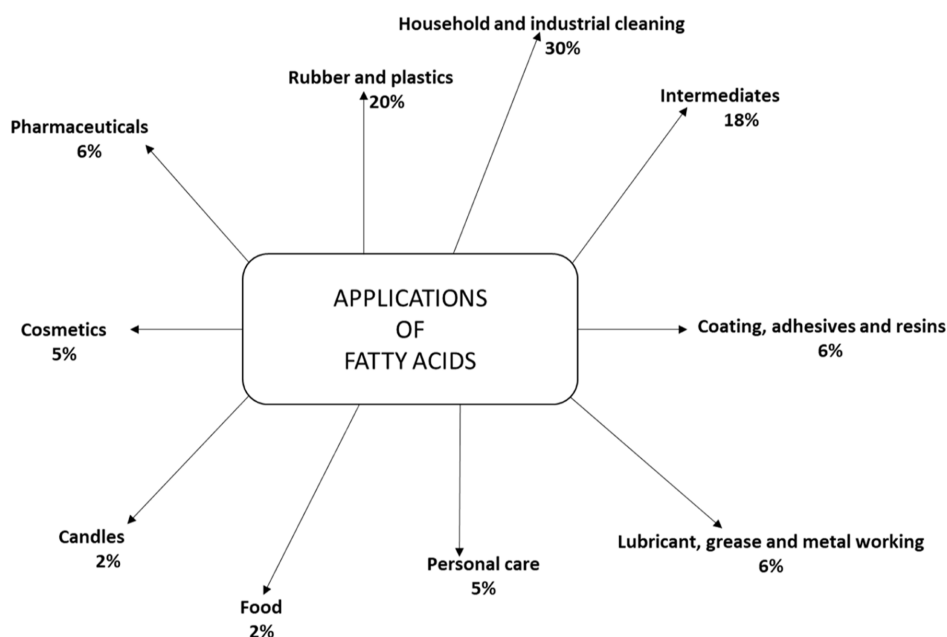 Household and industrial cleaning
30%
Rubber and plastics
20%
Intermediates
18%
Pharmaceuticals
6%
APPLICATIONS
OF
FATTY ACIDS
Cosmetics
5%
Coating, adhesives and resins
6%
Candles
2%
Food
2%
Personal care
5%
Lubricant, grease and metal working
6%